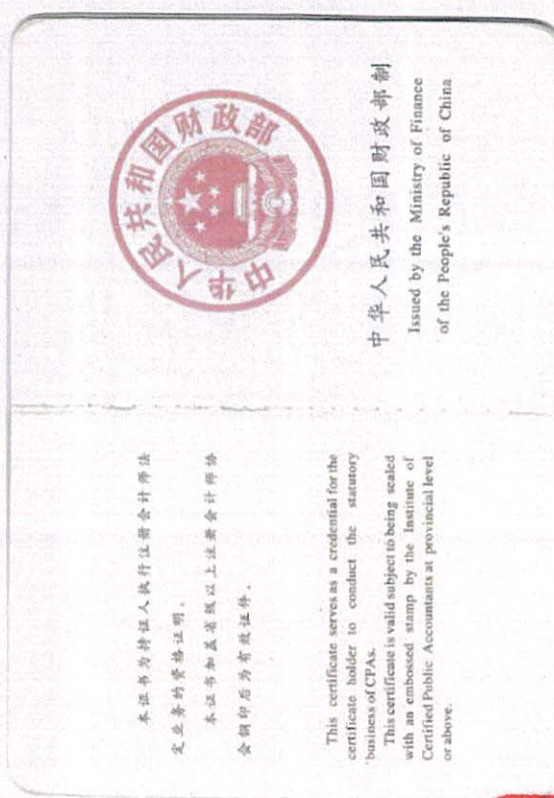 本证书为持证人执行注册会计师法
定业务的资格证明。
本证书加盖省级以上注册会计师协
会钢印后为有效证件。
This certificate serves as a credential for the
certificate holder to conduct the statutory
business of CPAs.
This certificate is valid subject to being sealed
with an embossed stamp by the Institute of
Certified Public Accountants at provincial level
or above.
中华人民共和国财政部
中华人民共和国财政部制
Issued by the Ministry of Finance
of the People's Republic of China